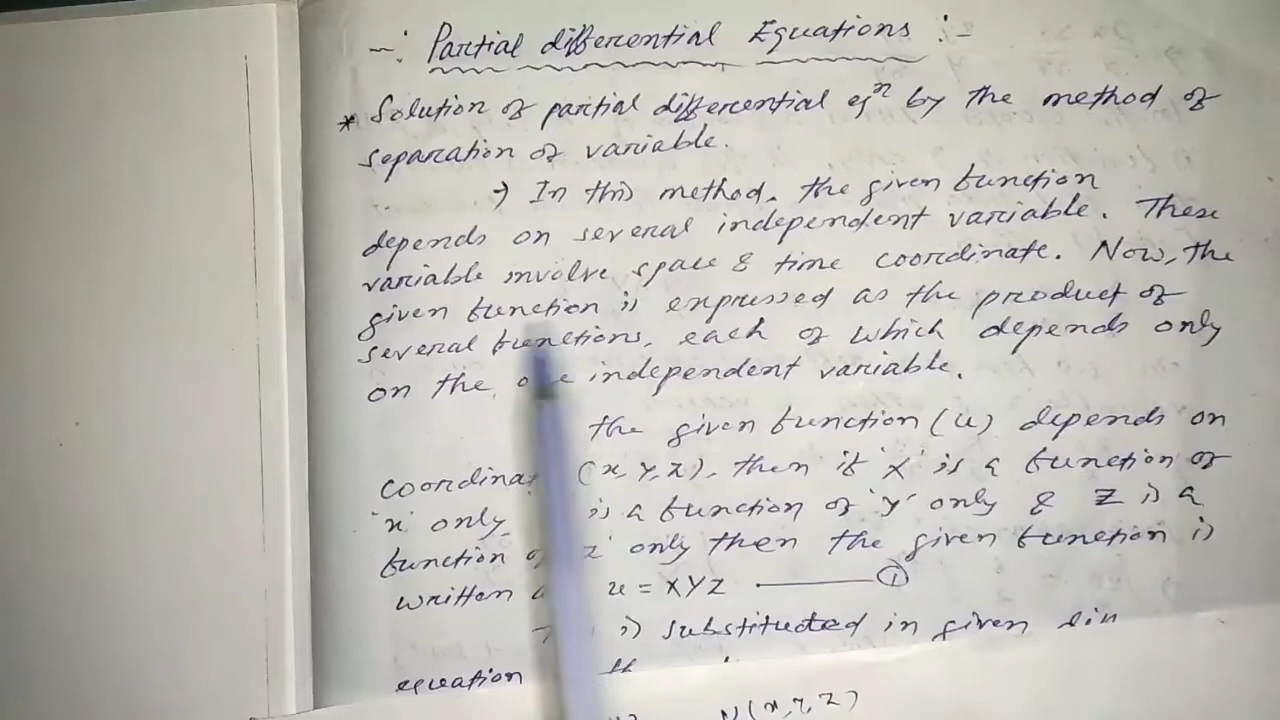 -: Partial differential Equations :-
* Solution of partial differential eqn by the method of
separation of variable.
→ In this method, the given function
depends on several independent variable. These
variable involve space & time coordinate. Now, the
given function is expressed as the product of
several functions, each of which depends only
on the independent variable.
the given function (u) depends on
(x, y, z), then if 'X' is a function of
'x' only is a function of 'y' only & Z is a
function z' only then the given function is
written u = XYZ ——— ①
is substituted in given
equation
(x, y, z)